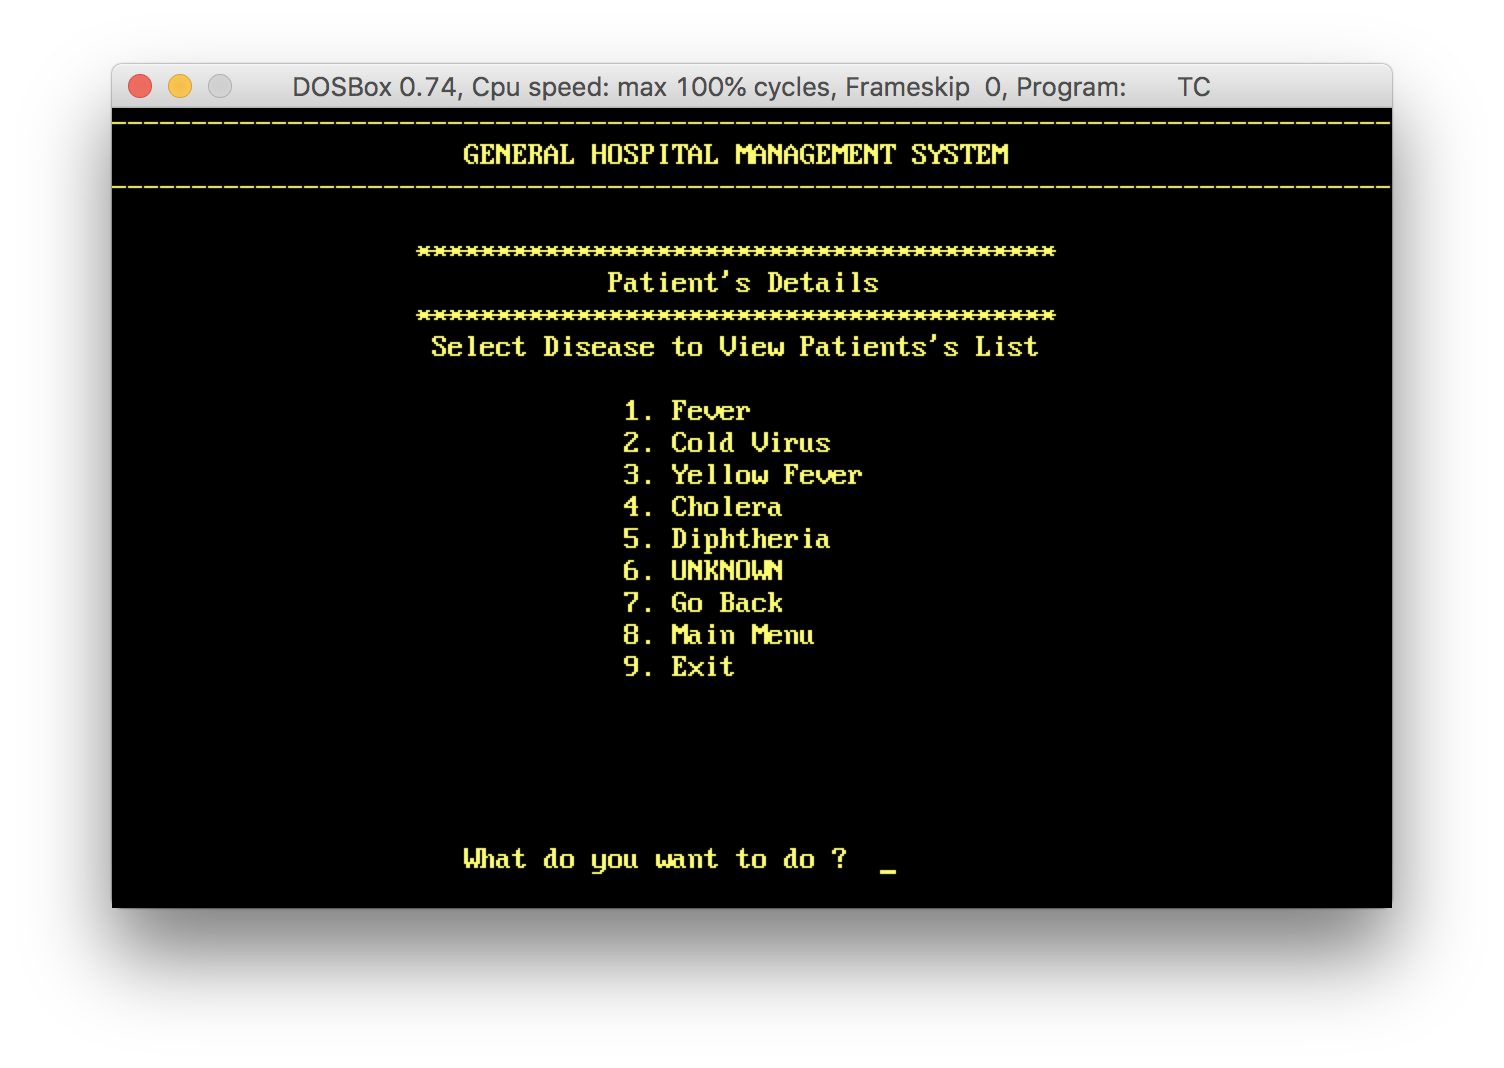 DOSBox 0.74, Cpu speed: max 100% cycles, Frameskip  0, Program:       TC
--------------------------------------------------------------------------------
GENERAL HOSPITAL MANAGEMENT SYSTEM
--------------------------------------------------------------------------------
****************************************
Patient's Details
****************************************
Select Disease to View Patients's List
1. Fever
2. Cold Virus
3. Yellow Fever
4. Cholera
5. Diphtheria
6. UNKNOWN
7. Go Back
8. Main Menu
9. Exit
What do you want to do ?  _